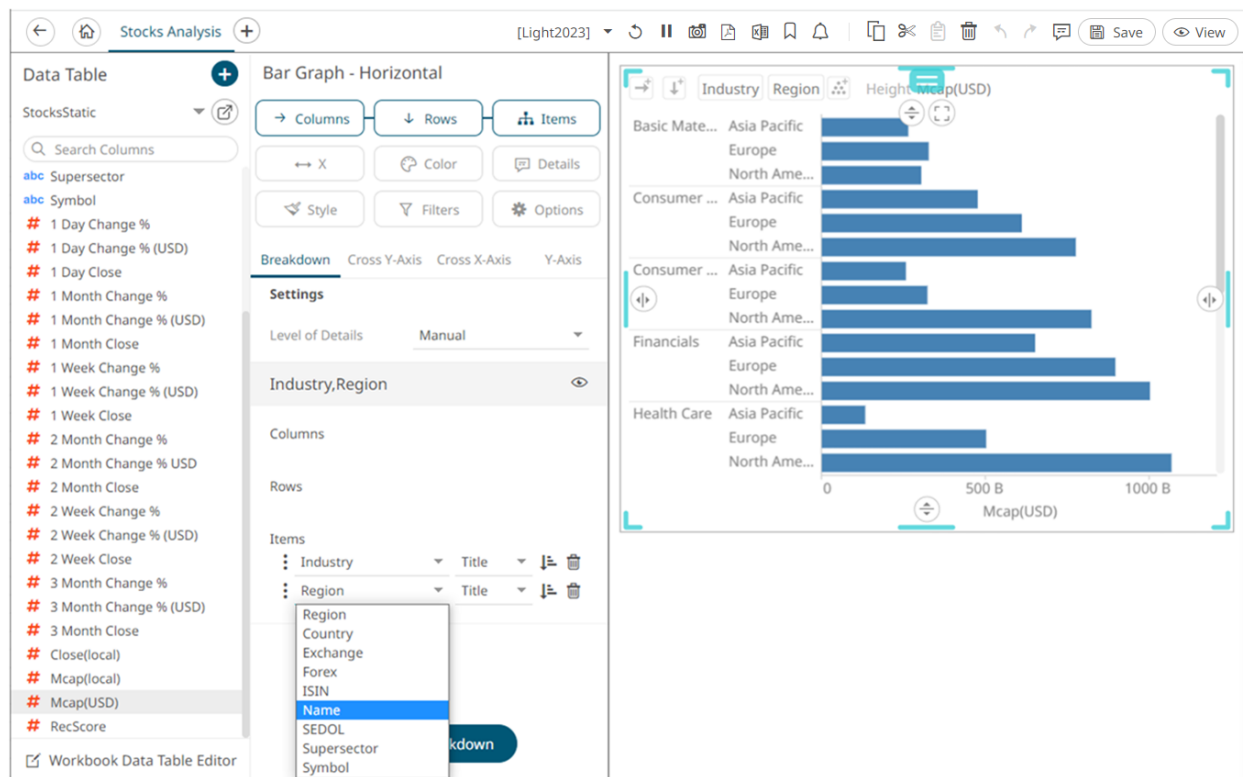 Stocks Analysis
[Light2023]
Save
View
Data Table
StocksStatic
Search Columns
abc Supersector
abc Symbol
# 1 Day Change %
# 1 Day Change % (USD)
# 1 Day Close
# 1 Month Change %
# 1 Month Change % (USD)
# 1 Month Close
# 1 Week Change %
# 1 Week Change % (USD)
# 1 Week Close
# 2 Month Change %
# 2 Month Change % USD
# 2 Month Close
# 2 Week Change %
# 2 Week Change % (USD)
# 2 Week Close
# 3 Month Change %
# 3 Month Change % (USD)
# 3 Month Close
# Close(local)
# Mcap(local)
# Mcap(USD)
# RecScore
Workbook Data Table Editor
Bar Graph - Horizontal
Columns
Rows
Items
X
Color
Details
Style
Filters
Options
Breakdown
Cross Y-Axis
Cross X-Axis
Y-Axis
Settings
Level of Details
Manual
Industry,Region
Columns
Rows
Items
Industry
Title
Region
Title
Region
Country
Exchange
Forex
ISIN
Name
SEDOL
Supersector
Symbol
kdown
Industry
Region
Height Mcap(USD)
Basic Mate...
Asia Pacific
Europe
North Ame...
Consumer ...
Asia Pacific
Europe
North Ame...
Consumer ...
Asia Pacific
Europe
North Ame...
Financials
Asia Pacific
Europe
North Ame...
Health Care
Asia Pacific
Europe
North Ame...
0
500 B
1000 B
Mcap(USD)